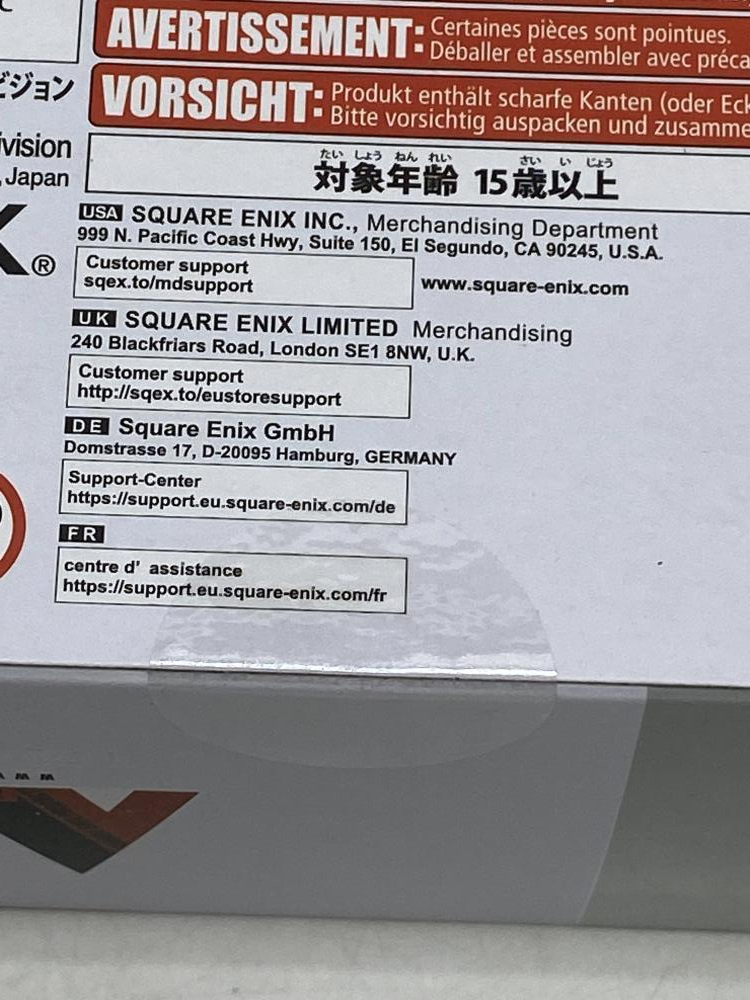 AVERTISSEMENT: Certaines pièces sont pointues.
Déballer et assembler avec
ビジョン
VORSICHT: Produkt enthält scharfe Kanten (oder
Bitte vorsichtig auspacken und
Japan
たい しょう ねん れい さい い じょう
対象年齢 15歳以上
®
USA SQUARE ENIX INC., Merchandising Department
999 N. Pacific Coast Hwy, Suite 150, El Segundo, CA 90245, U.S.A.
Customer support
sqex.to/mdsupport
www.square-enix.com
UK SQUARE ENIX LIMITED Merchandising
240 Blackfriars Road, London SE1 8NW, U.K.
Customer support
http://sqex.to/eustoresupport
DE Square Enix GmbH
Domstrasse 17, D-20095 Hamburg, GERMANY
Support-Center
https://support.eu.square-enix.com/de
FR
centre d' assistance
https://support.eu.square-enix.com/fr